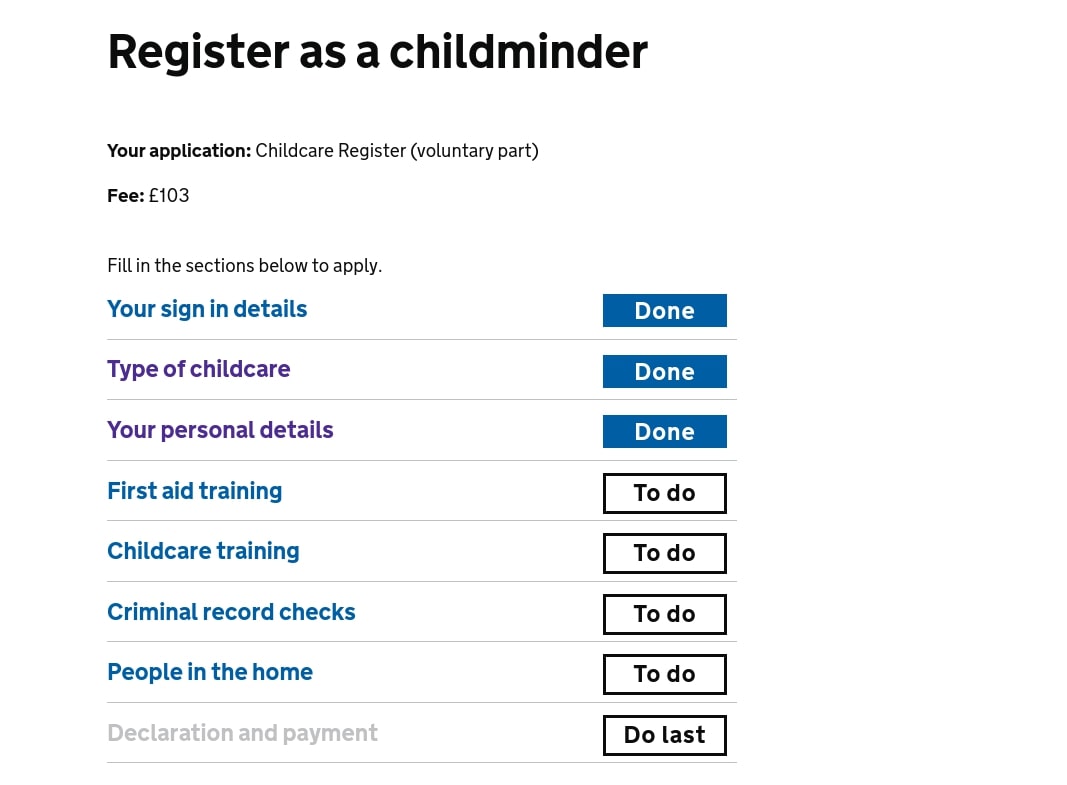 Register as a childminder
Your application: Childcare Register (voluntary part)
Fee: £103
Fill in the sections below to apply.
Your sign in details Done
Type of childcare Done
Your personal details Done
First aid training To do
Childcare training To do
Criminal record checks To do
People in the home To do
Declaration and payment Do last